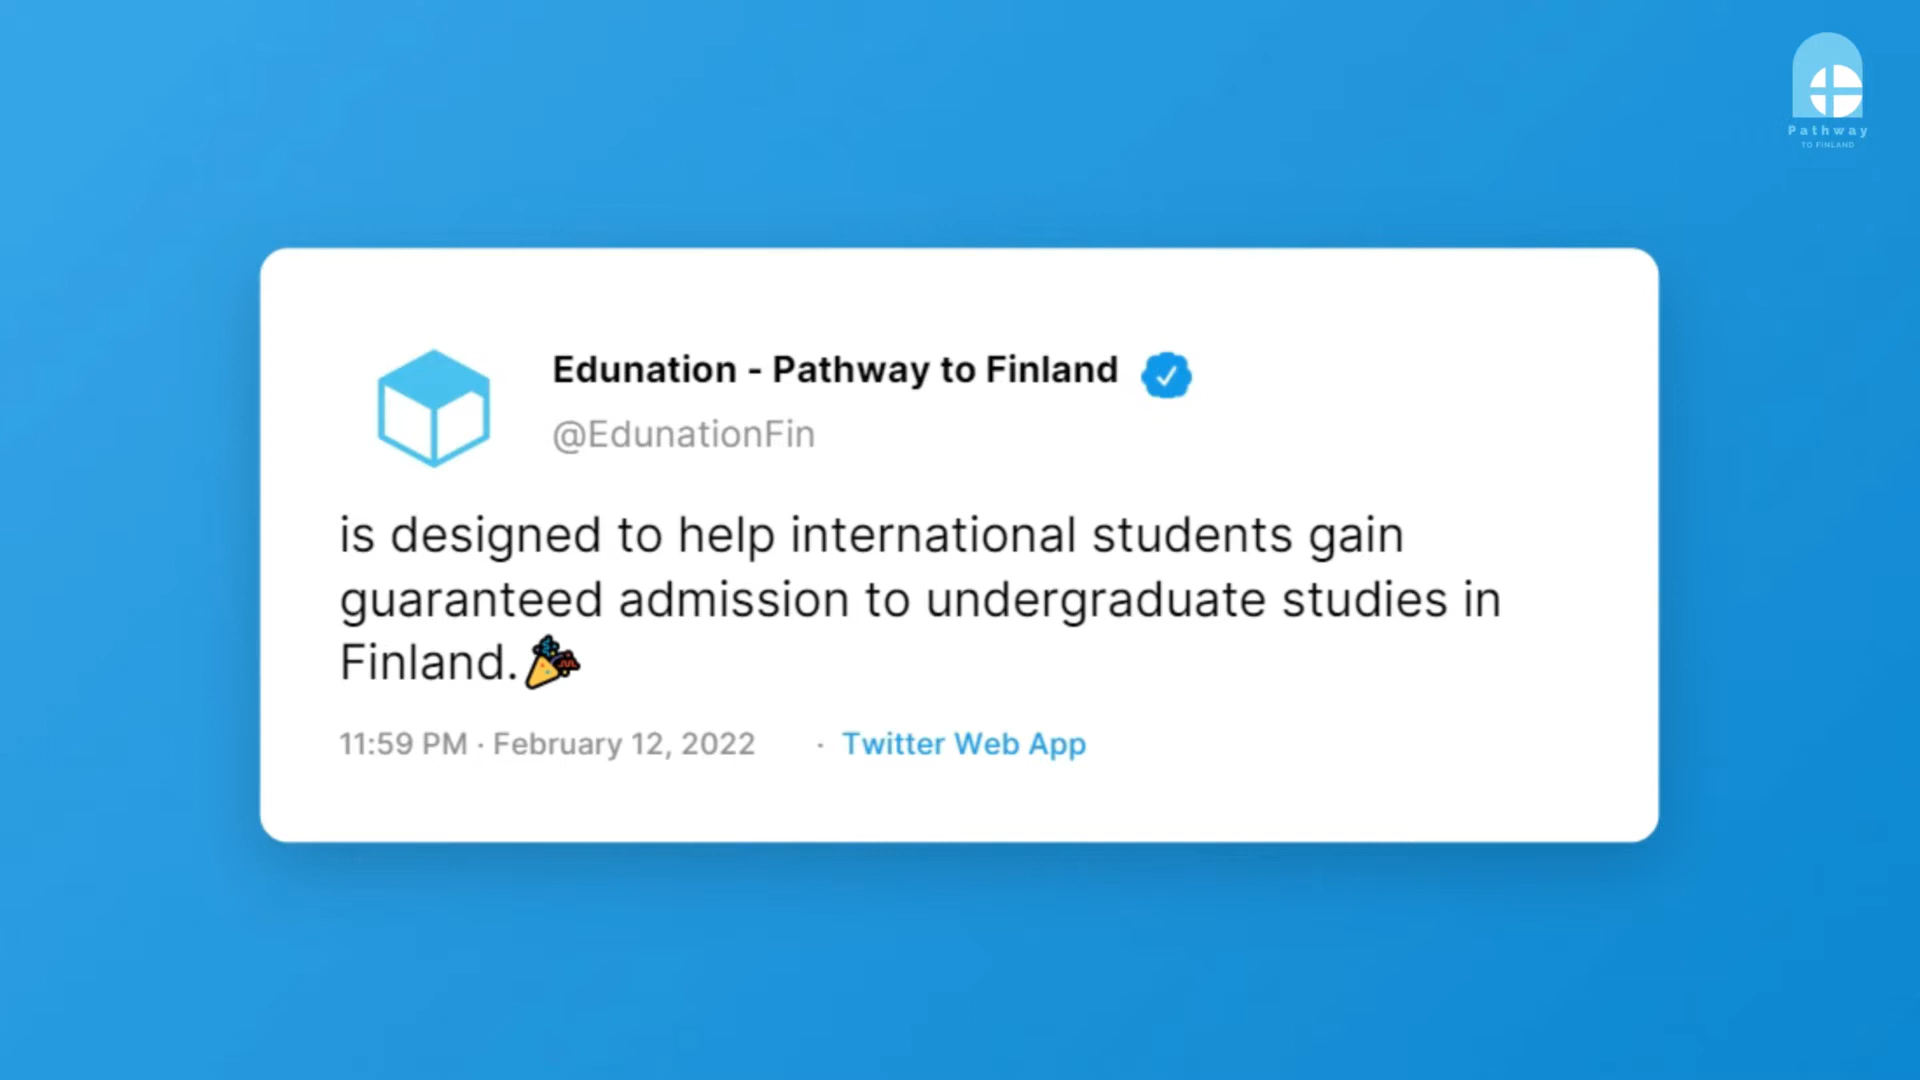 Pathway
TO FINLAND
Edunation - Pathway to Finland
@EdunationFin
is designed to help international students gain
guaranteed admission to undergraduate studies in
Finland.🎉
11:59 PM · February 12, 2022 · Twitter Web App